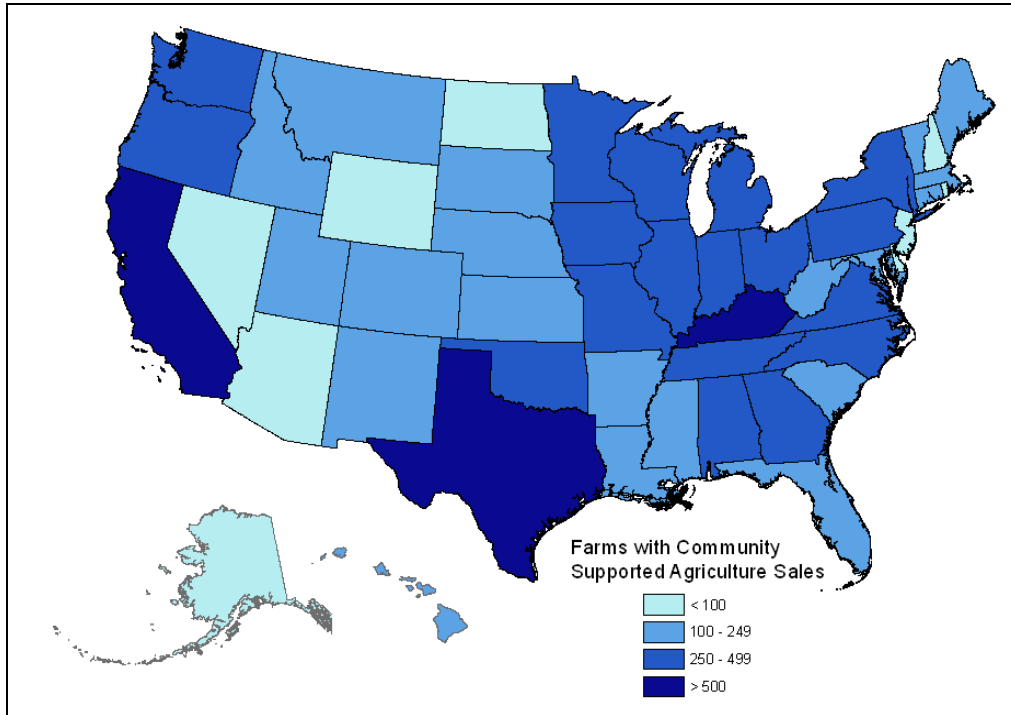 Farms with Community
Supported Agriculture Sales
< 100
100 - 249
250 - 499
> 500